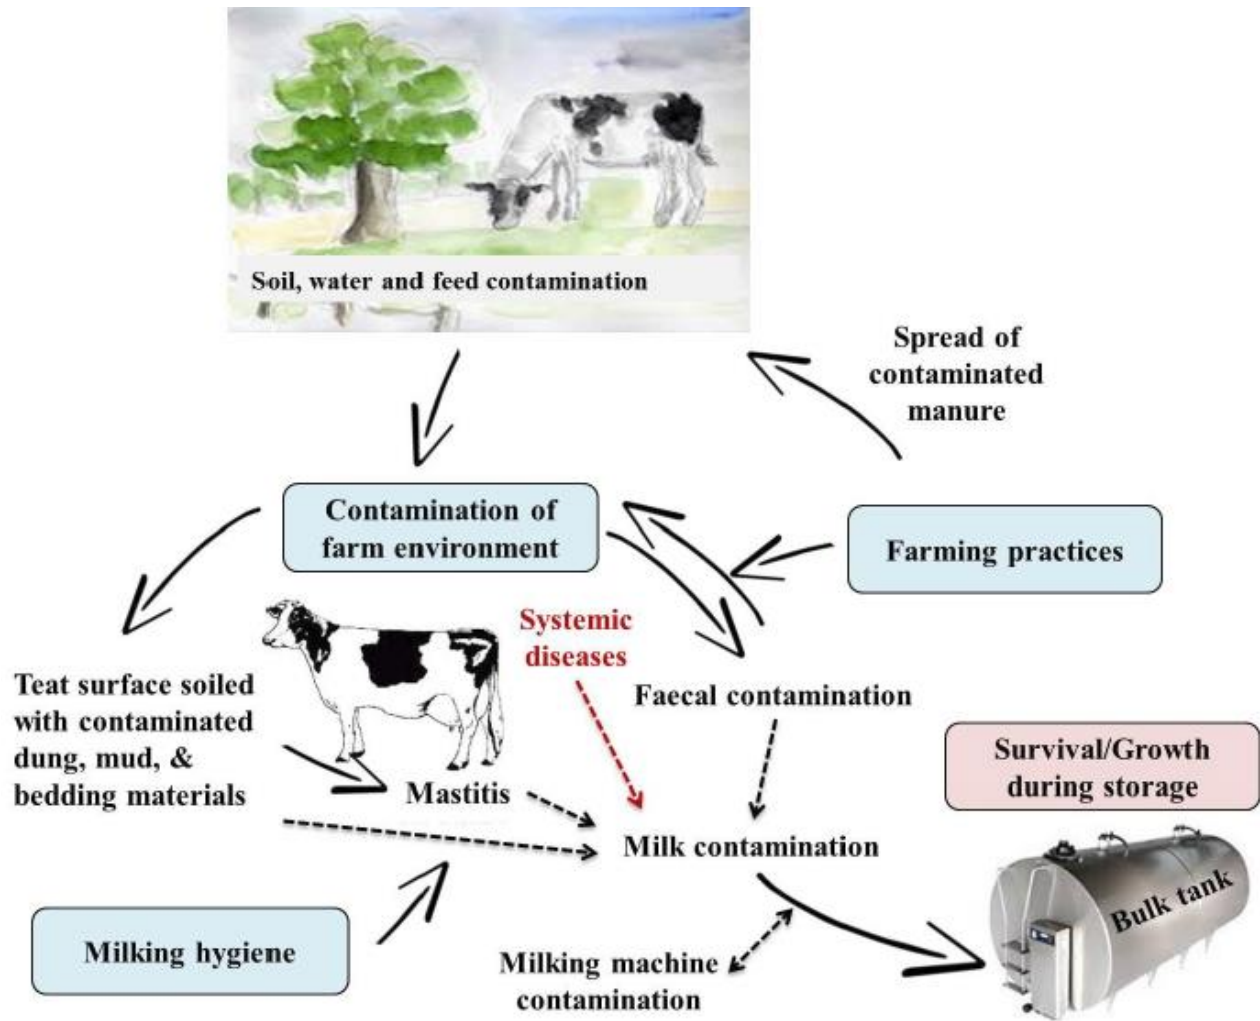 Soil, water and feed contamination
Spread of
contaminated
manure
Contamination of
farm environment
Farming practices
Systemic
diseases
Teat surface soiled
with contaminated
dung, mud, &
bedding materials
Faecal contamination
Mastitis
Survival/Growth
during storage
Milk contamination
Bulk tank
Milking hygiene
Milking machine
contamination